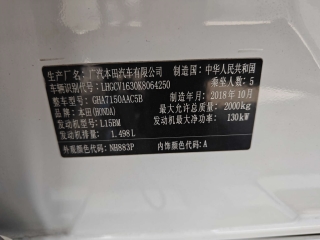 生产厂名：广汽本田汽车有限公司 制造国：中华人民共和国
车辆识别代号：LHGCV1630K8064250 乘坐人数：5
整车型号：GHA7150AAC5B 制造年月：2018年10月
品牌：本田(HONDA) 最大允许总质量：2000kg
发动机型号：L15BM 发动机最大净功率：130kW
发动机排量：1.498L
外观颜色代码：NH883P 内饰颜色代码：A